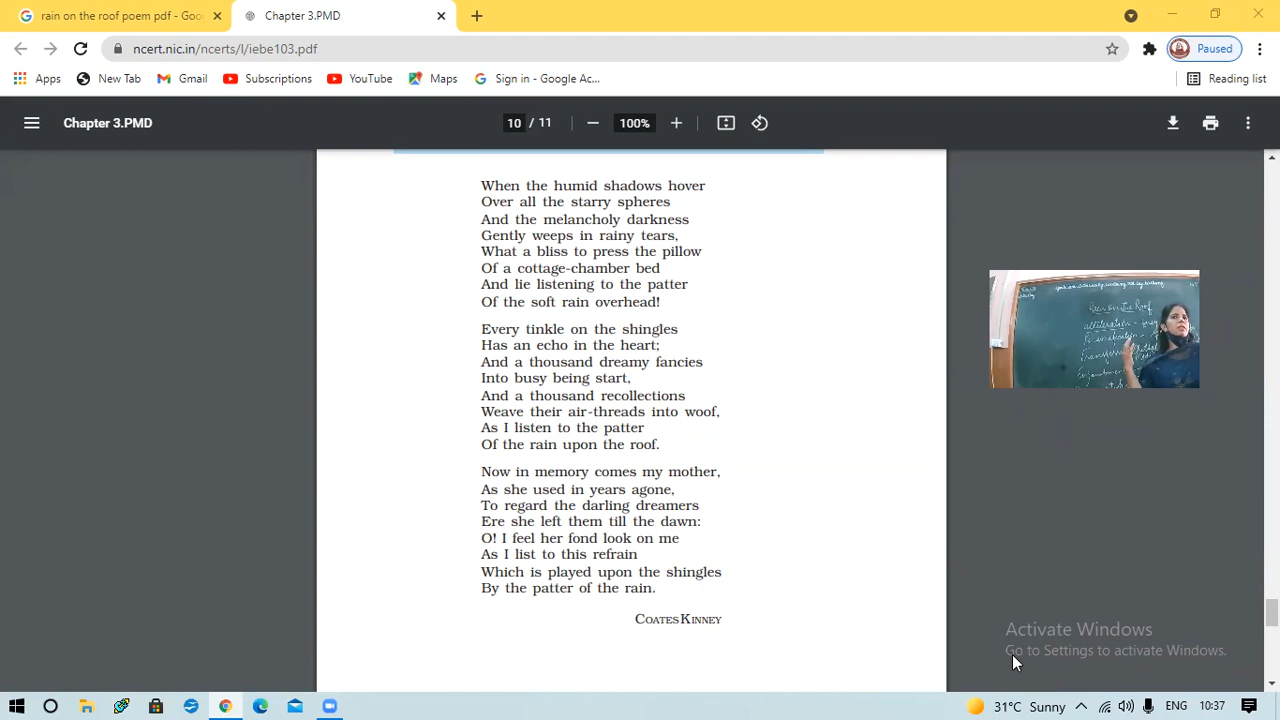 rain on the roof poem pdf - Goo
Chapter 3.PMD
ncert.nic.in/ncerts/l/iebe103.pdf
Paused
Apps
New Tab
Gmail
Subscriptions
YouTube
Maps
Sign in - Google Ac...
Reading list
Chapter 3.PMD
10 / 11
100%
When the humid shadows hover
Over all the starry spheres
And the melancholy darkness
Gently weeps in rainy tears,
What a bliss to press the pillow
Of a cottage-chamber bed
And lie listening to the patter
Of the soft rain overhead!
Every tinkle on the shingles
Has an echo in the heart;
And a thousand dreamy fancies
Into busy being start,
And a thousand recollections
Weave their air-threads into woof,
As I listen to the patter
Of the rain upon the roof.
Now in memory comes my mother,
As she used in years agone,
To regard the darling dreamers
Ere she left them till the dawn:
O! I feel her fond look on me
As I list to this refrain
Which is played upon the shingles
By the patter of the rain.
COATES KINNEY
Rain on the Roof
alliteration -
Activate Windows
Go to Settings to activate Windows.
31°C Sunny
ENG
10:37